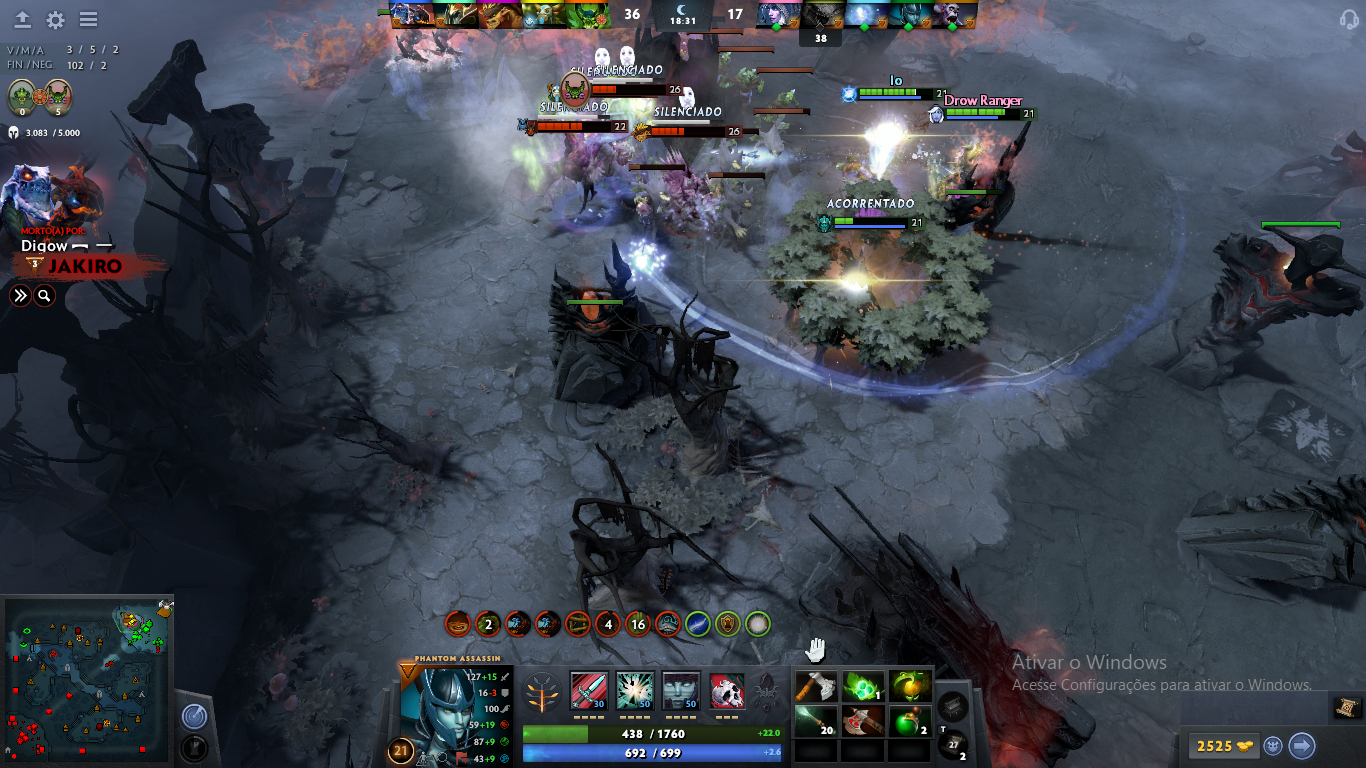 36
18:31
17
38
V/M/A 3 / 5 / 2
FIN/NEG 102 / 2
0 5
3.083 / 5.000
MORTO(A) POR:
Digow
3 JAKIRO
SILENCIADO
26
SILENCIADO
22
SILENCIADO
26
Io
21
Drow Ranger
21
ACORRENTADO
21
2 4 16
PHANTOM ASSASSIN
127+15
16-3
100
59+19
87+9
43+9
21
30 50 50
438 / 1760 +22.0
692 / 699 +2.6
1
20 2
T
27
2
Ativar o Windows
Acesse Configurações para ativar o Windows.
2525